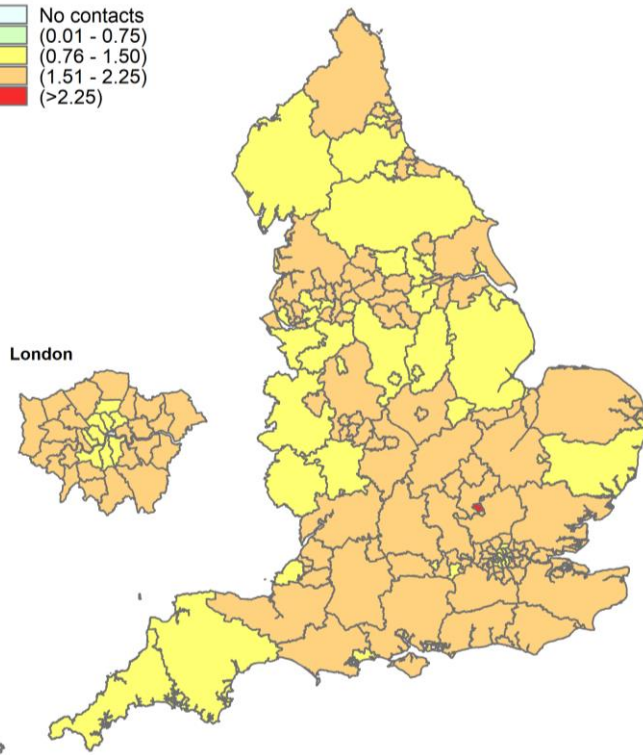 No contacts
(0.01 - 0.75)
(0.76 - 1.50)
(1.51 - 2.25)
(>2.25)
London